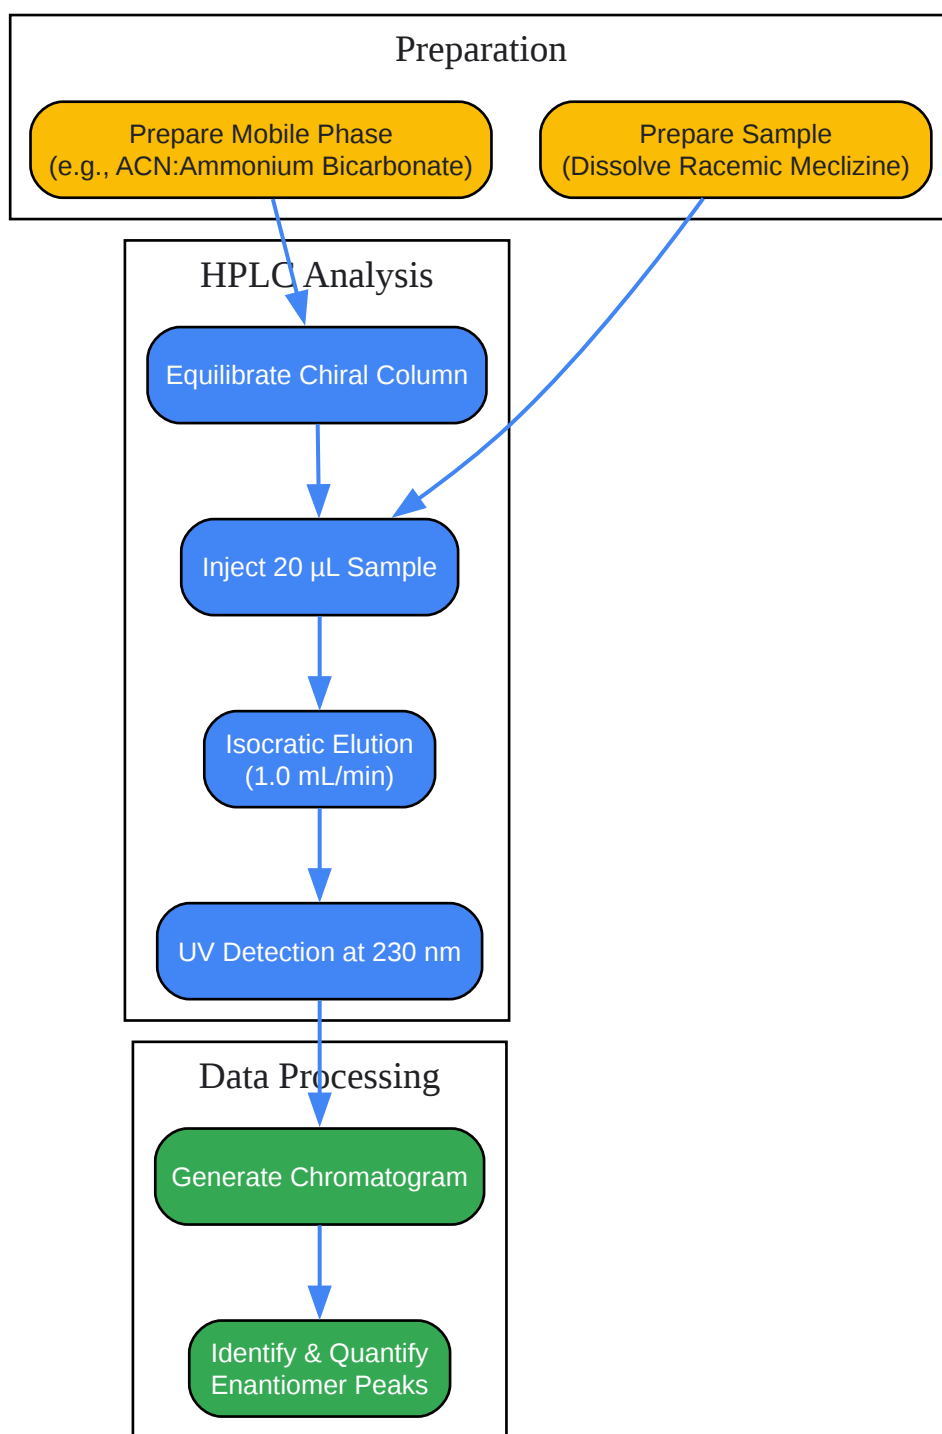 Preparation
Prepare Mobile Phase
(e.g., ACN:Ammonium Bicarbonate)
Prepare Sample
(Dissolve Racemic Meclizine)
HPLC Analysis
Equilibrate Chiral Column
Inject 20 µL Sample
Isocratic Elution
(1.0 mL/min)
UV Detection at 230 nm
Data Processing
Generate Chromatogram
Identify & Quantify
Enantiomer Peaks